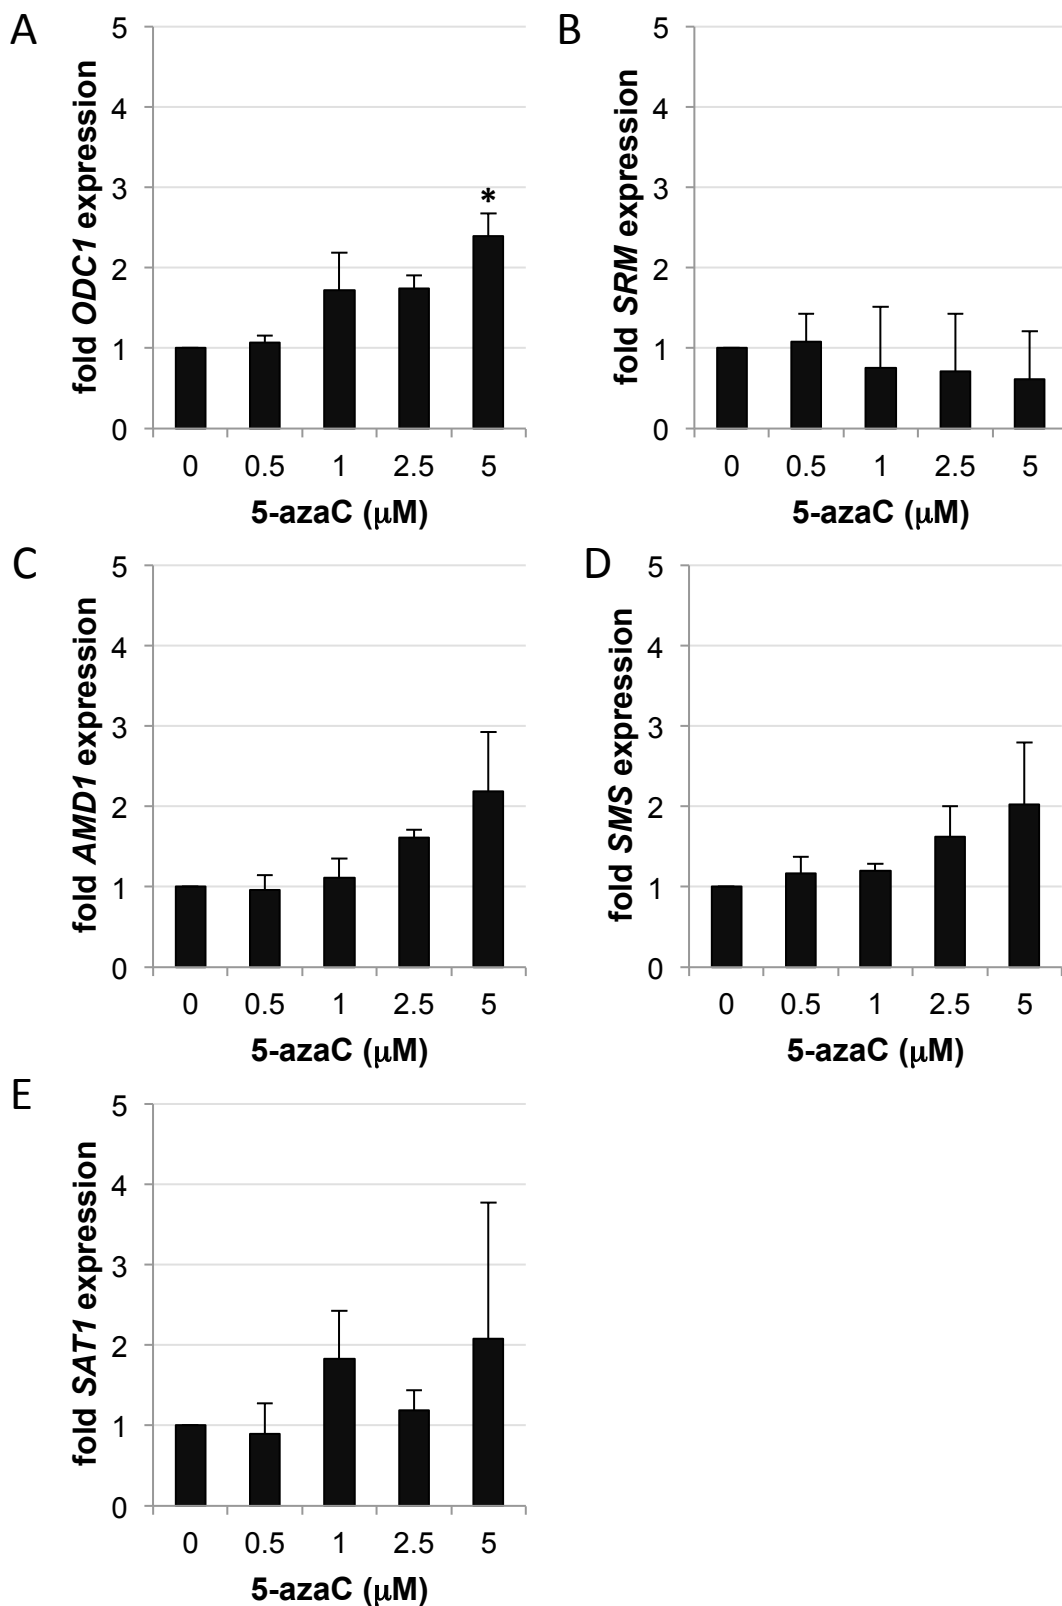 A
fold ODC1 expression
5
4
3
2
1
0
*
0 0.5 1 2.5 5
5-azaC (μM)
B
fold SRM expression
5
4
3
2
1
0
0 0.5 1 2.5 5
5-azaC (μM)
C
fold AMD1 expression
5
4
3
2
1
0
0 0.5 1 2.5 5
5-azaC (μM)
D
fold SMS expression
5
4
3
2
1
0
0 0.5 1 2.5 5
5-azaC (μM)
E
fold SAT1 expression
5
4
3
2
1
0
0 0.5 1 2.5 5
5-azaC (μM)